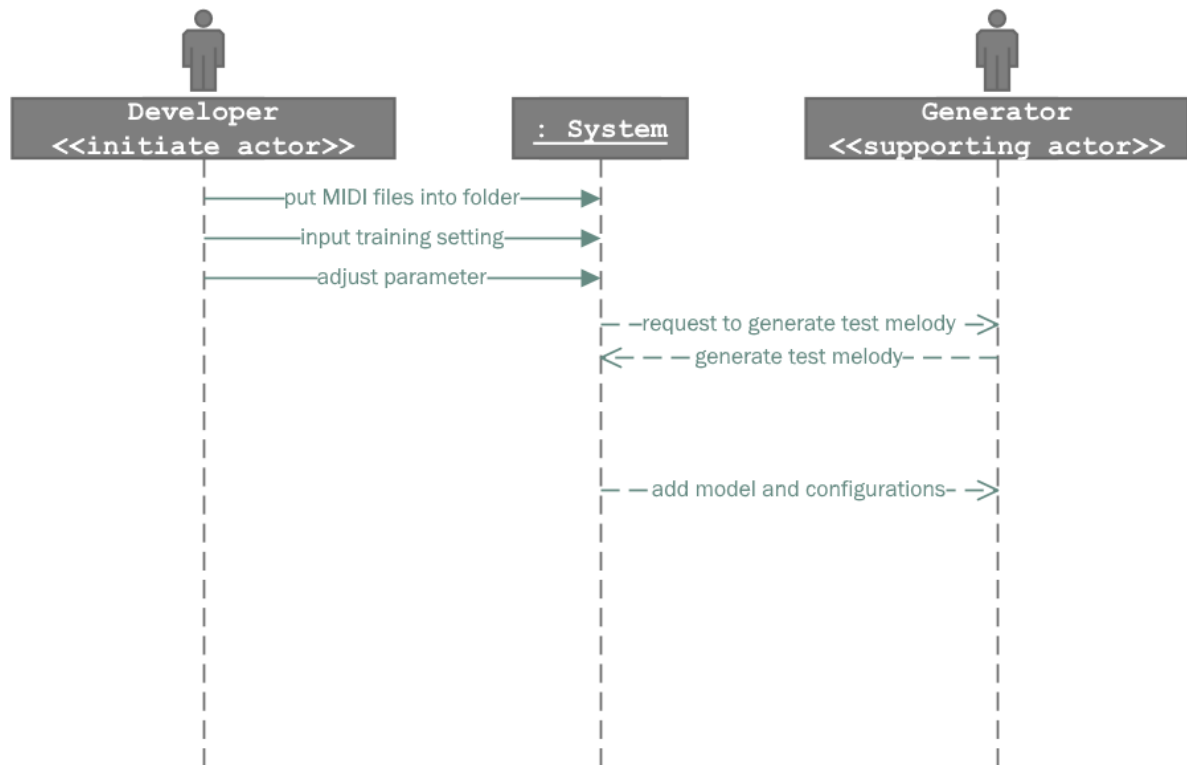 Developer
<<initiate actor>>
: System
Generator
<<supporting actor>>
put MIDI files into folder
input training setting
adjust parameter
request to generate test melody
generate test melody
add model and configurations